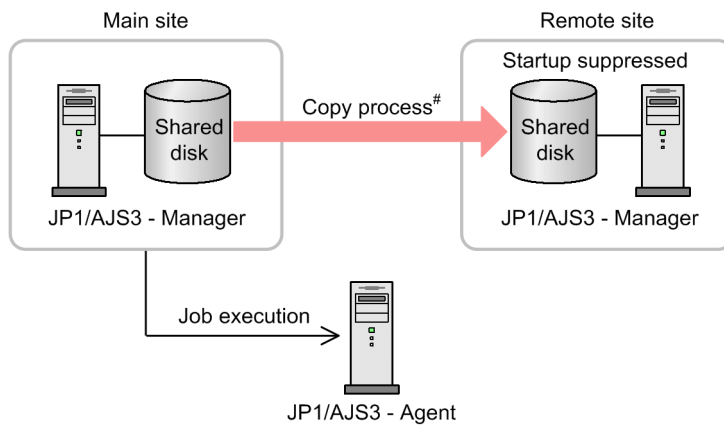 Main site
Remote site
Startup suppressed
Copy process#
Shared
disk
Shared
disk
JP1/AJS3 - Manager
JP1/AJS3 - Manager
Job execution
JP1/AJS3 - Agent